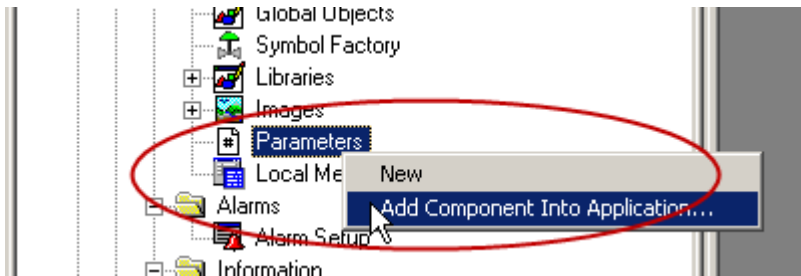 Global Objects
Symbol Factory
Libraries
Images
Parameters
Local Me
New
Alarms
Add Component Into Application...
Alarm Setup
Information